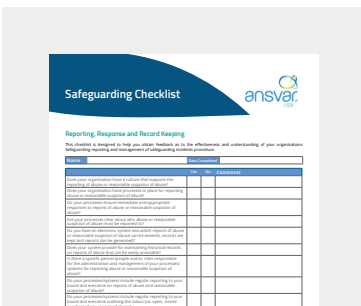 Safeguarding Checklist
ansvar
risk
Reporting, Response and Record Keeping
This checklist is designed to help you obtain feedback as to the effectiveness and understanding of your organisations
Safeguarding reporting and management of safeguarding incidents procedure.
Name
Date Completed
Yes No Comments
Does your organisation have a culture that supports the
reporting of abuse or reasonable suspicion of abuse?
Does your organisation have processes in place for reporting
abuse or reasonable suspicion of abuse?
Do your processes ensure immediate and appropriate
responses to reports of abuse or reasonable suspicion of
abuse?
Are your processes clear about who abuse or reasonable
suspicion of abuse must be reported to?
Do you have an electronic system into which reports of abuse
or reasonable suspicion of abuse can be entered, records are
kept and reports can be generated?
Does your system provide for maintaining historical records
on reports of abuse that can be easily accessible?
Is there a specific person/people and/or roles responsible
for the administration and management of your processes/
systems for reporting abuse or reasonable suspicion of
abuse?
Do your processes/systems include regular reporting to your
board and executive on reports of abuse and reasonable
suspicion of abuse?
Do your processes/systems include regular reporting to your
board and executive outlining the status (i.e. open, closed